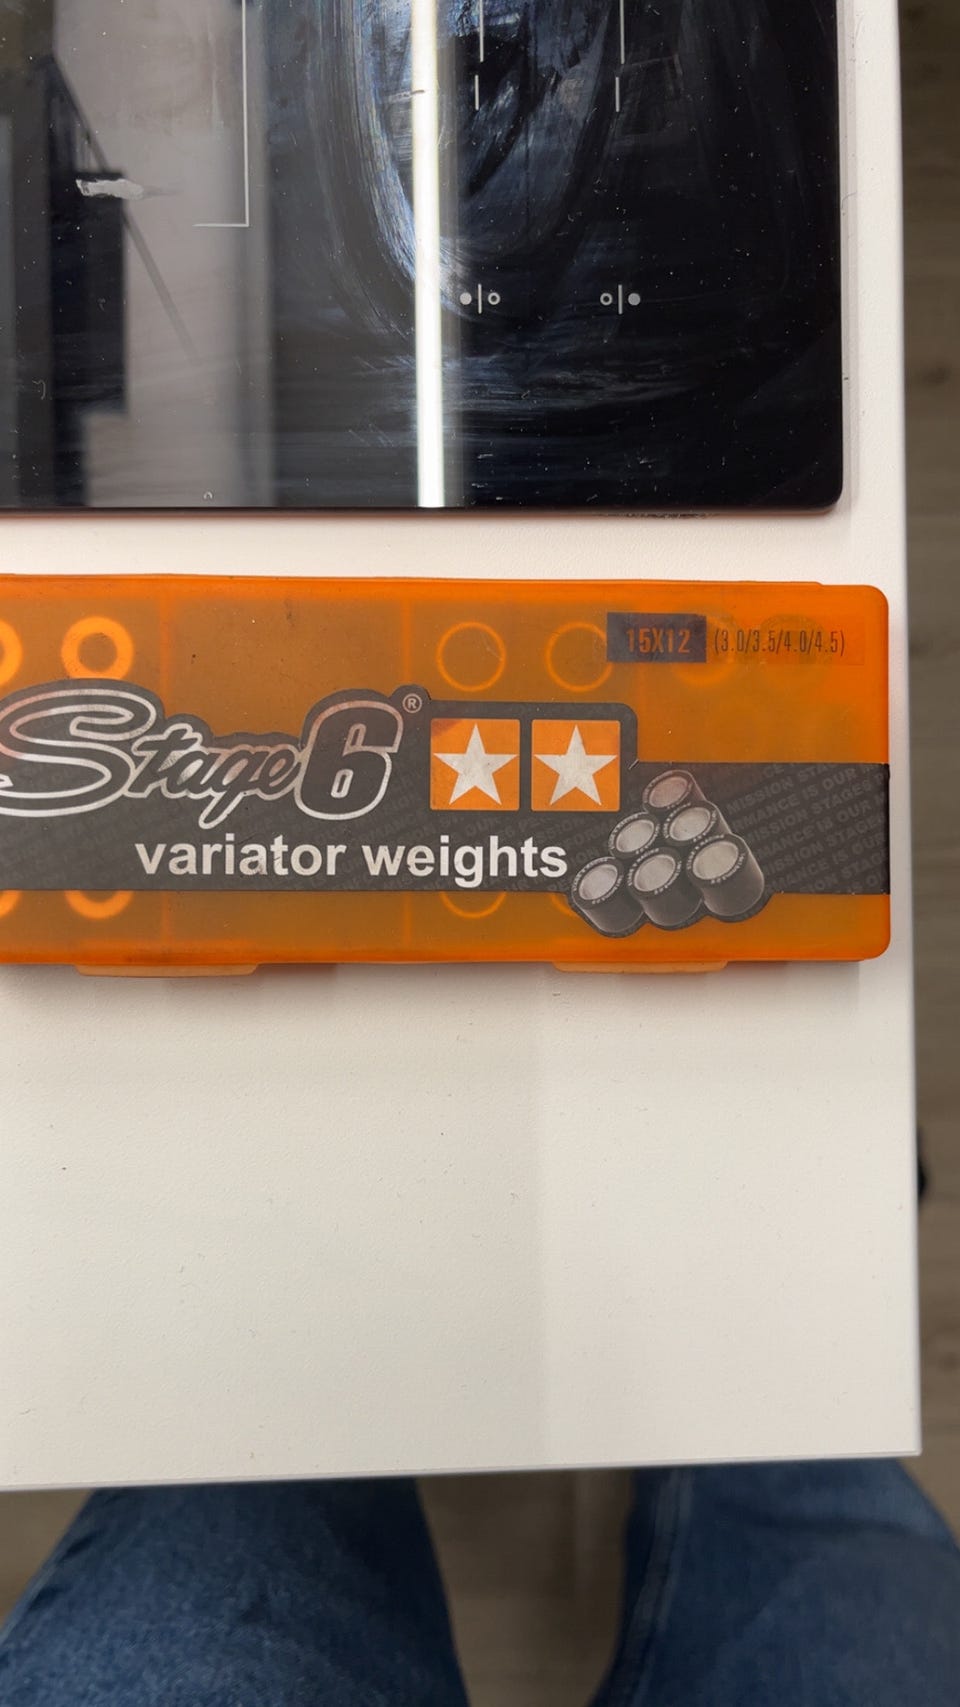 15X12 (3.0/3.5/4.0/4.5)
Stage6®
variator weights